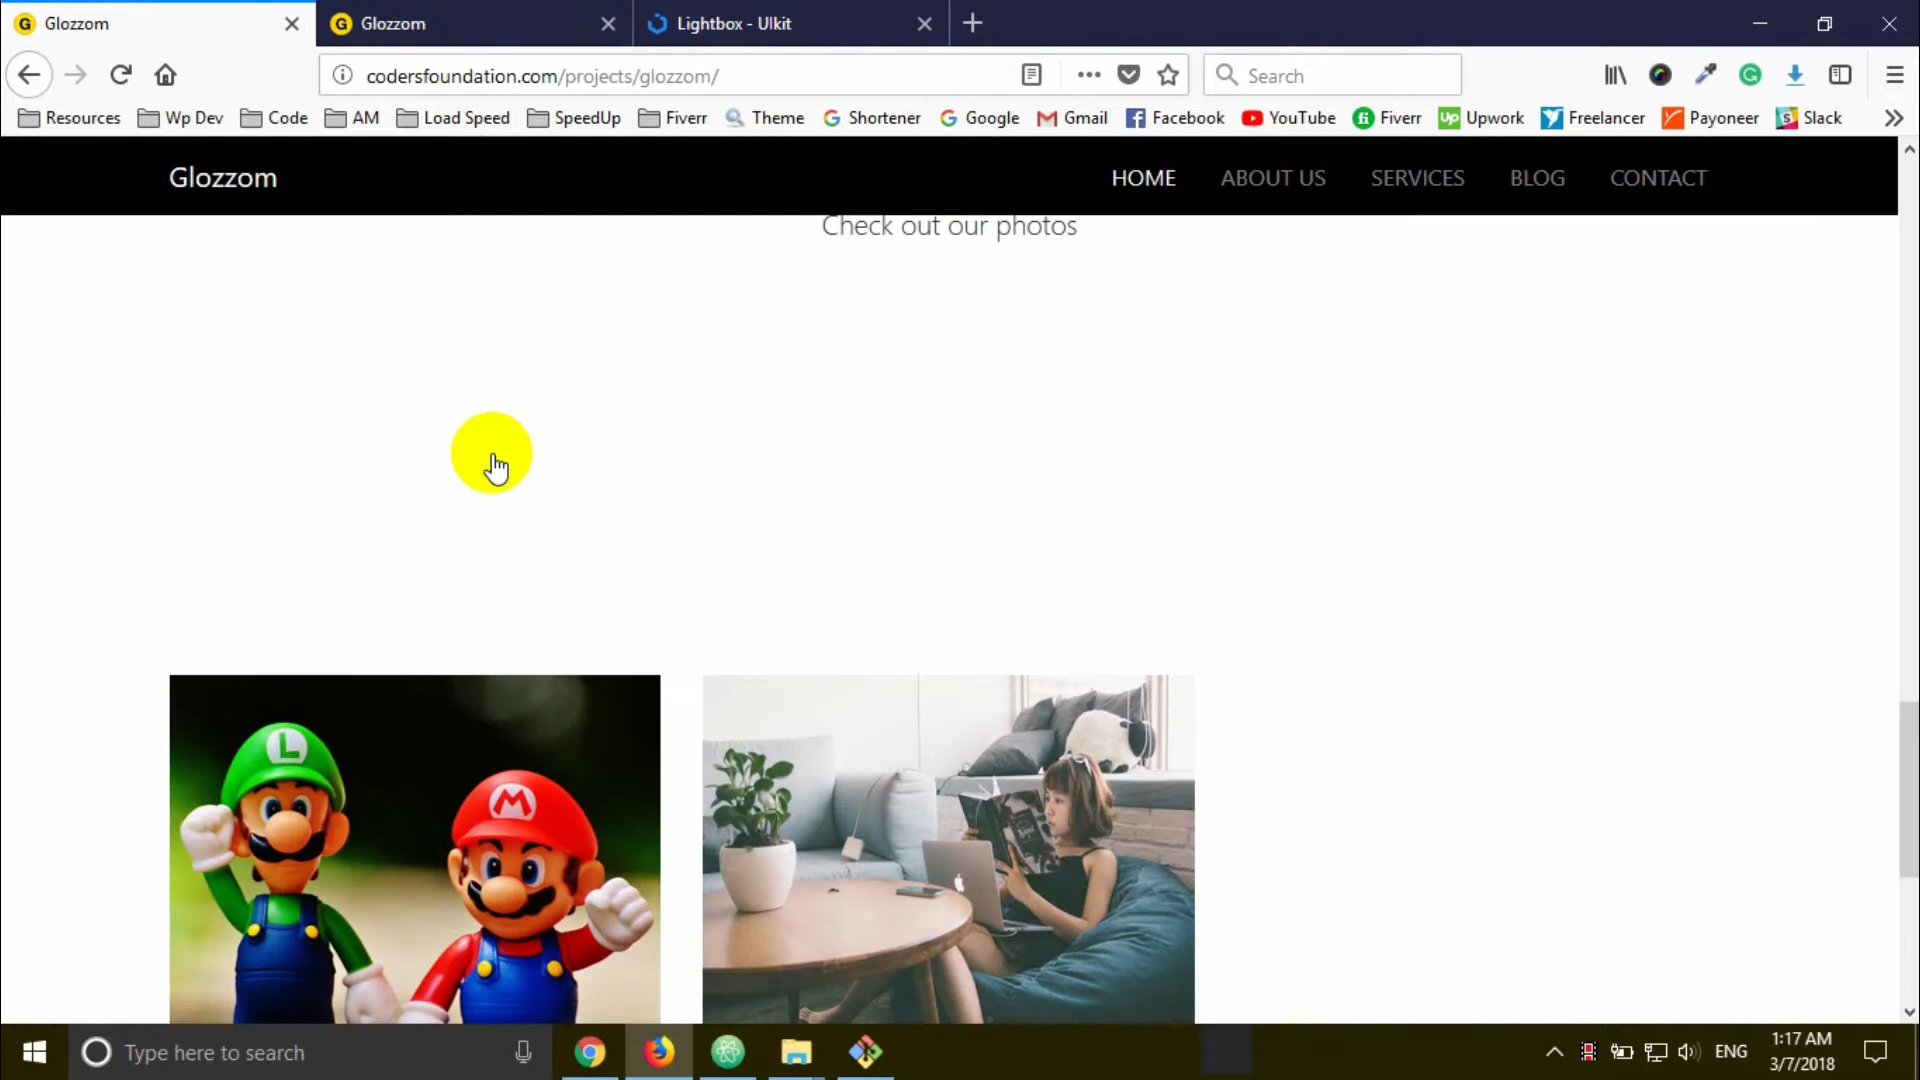 Glozzom
Glozzom
Lightbox - UIkit
codersfoundation.com/projects/glozzom/
Search
Resources
Wp Dev
Code
AM
Load Speed
SpeedUp
Fiverr
Theme
Shortener
Google
Gmail
Facebook
YouTube
Fiverr
Upwork
Freelancer
Payoneer
Slack
Glozzom
HOME
ABOUT US
SERVICES
BLOG
CONTACT
Check out our photos
L
M
Type here to search
ENG
1:17 AM
3/7/2018